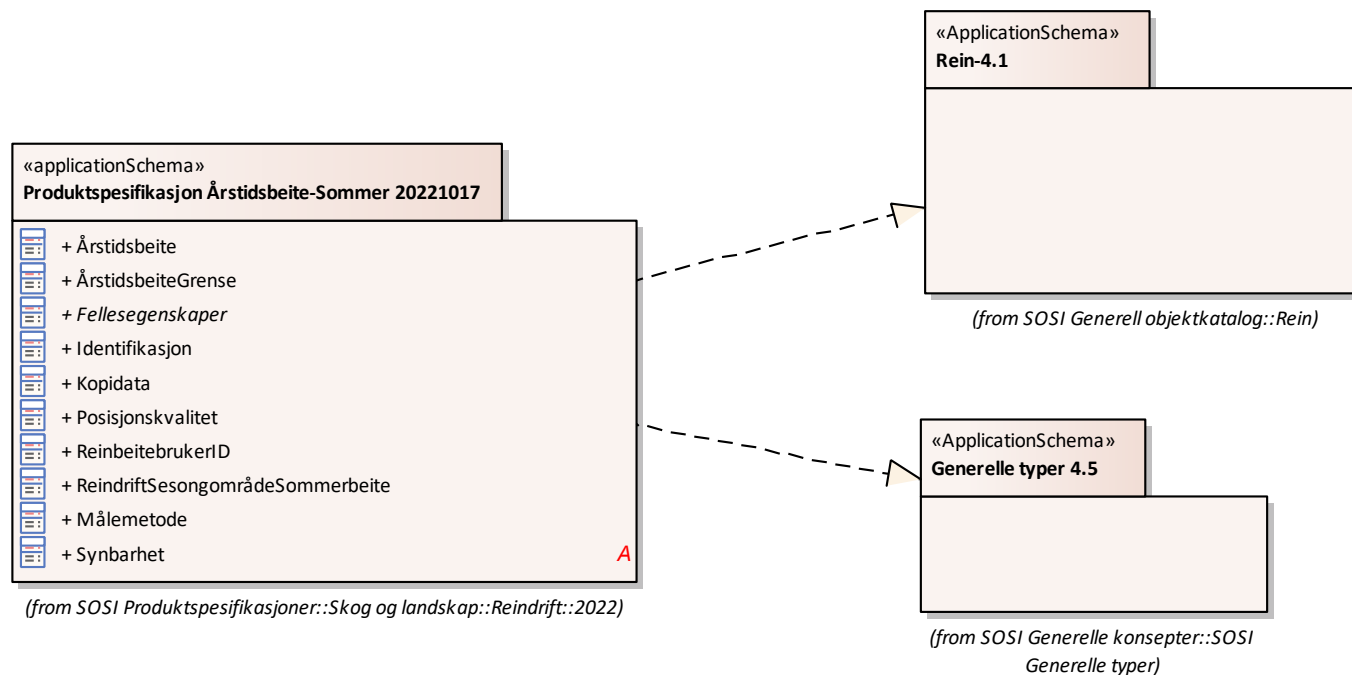 «applicationSchema»
Produktspesifikasjon Årstidsbeite-Sommer 20221017
+ Årstidsbeite
+ ÅrstidsbeiteGrense
+ Fellesegenskaper
+ Identifikasjon
+ Kopidata
+ Posisjonskvalitet
+ ReinbeitebrukerID
+ ReindriftSesongområdeSommerbeite
+ Målemetode
+ Synbarhet
A
(from SOSI Produktspesifikasjoner::Skog og landskap::Reindrift::2022)
«ApplicationSchema»
Rein-4.1
(from SOSI Generell objektkatalog::Rein)
«ApplicationSchema»
Generelle typer 4.5
(from SOSI Generelle konsepter::SOSI
Generelle typer)